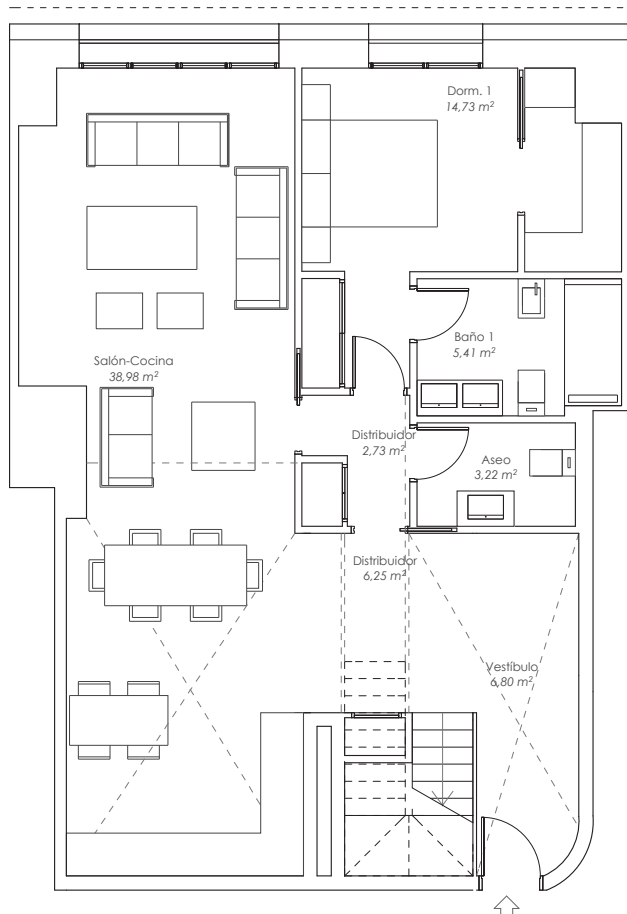 Dorm. 1
14,73 m²
Baño 1
5,41 m²
Salón-Cocina
38,98 m²
Distribuidor
2,73 m²
Aseo
3,22 m²
Distribuidor
6,25 m²
Vestíbulo
6,80 m²